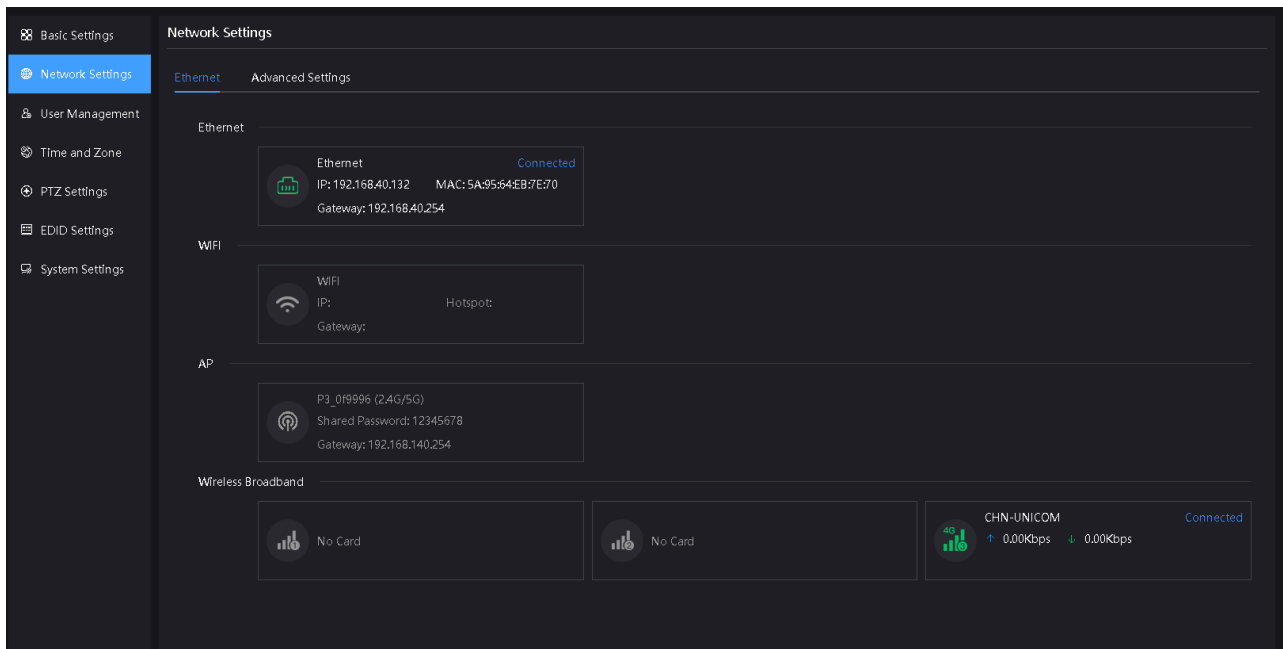 Basic Settings
Network Settings
User Management
Time and Zone
PTZ Settings
EDID Settings
System Settings
Network Settings
Ethernet Advanced Settings
Ethernet
Ethernet Connected
IP: 192.168.40.132 MAC: 5A:95:64:EB:7E:70
Gateway: 192.168.40.254
WIFI
WIFI
IP: Hotspot:
Gateway:
AP
P3_0f9996 (2.4G/5G)
Shared Password: 12345678
Gateway: 192.168.140.254
Wireless Broadband
1 No Card
2 No Card
CHN-UNICOM Connected
4G 3 ↑ 0.00Kbps ↓ 0.00Kbps